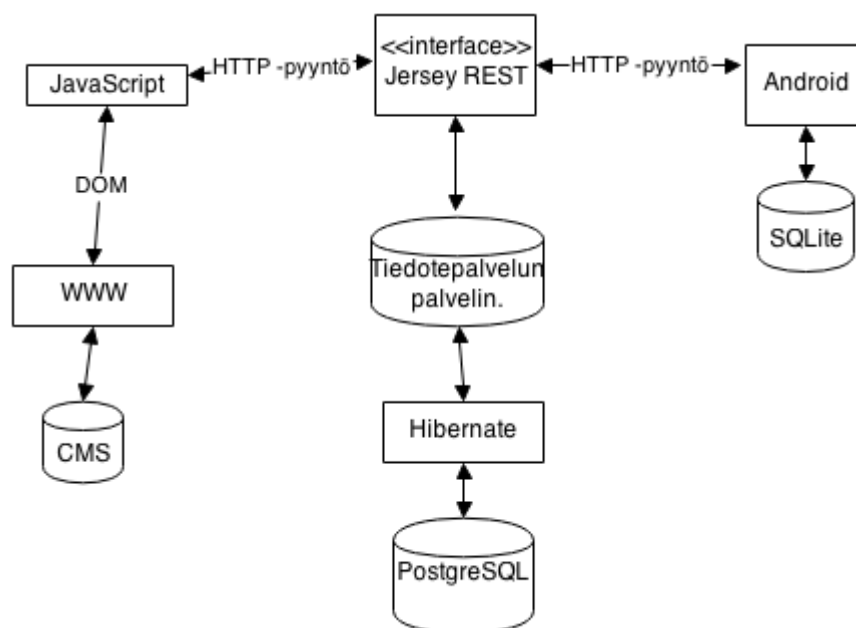 <<interface>>
Jersey REST
HTTP -pyyntö
HTTP -pyyntö
JavaScript
Android
DOM
SQLite
Tiedotepalvelun
palvelin.
WWW
Hibernate
CMS
PostgreSQL